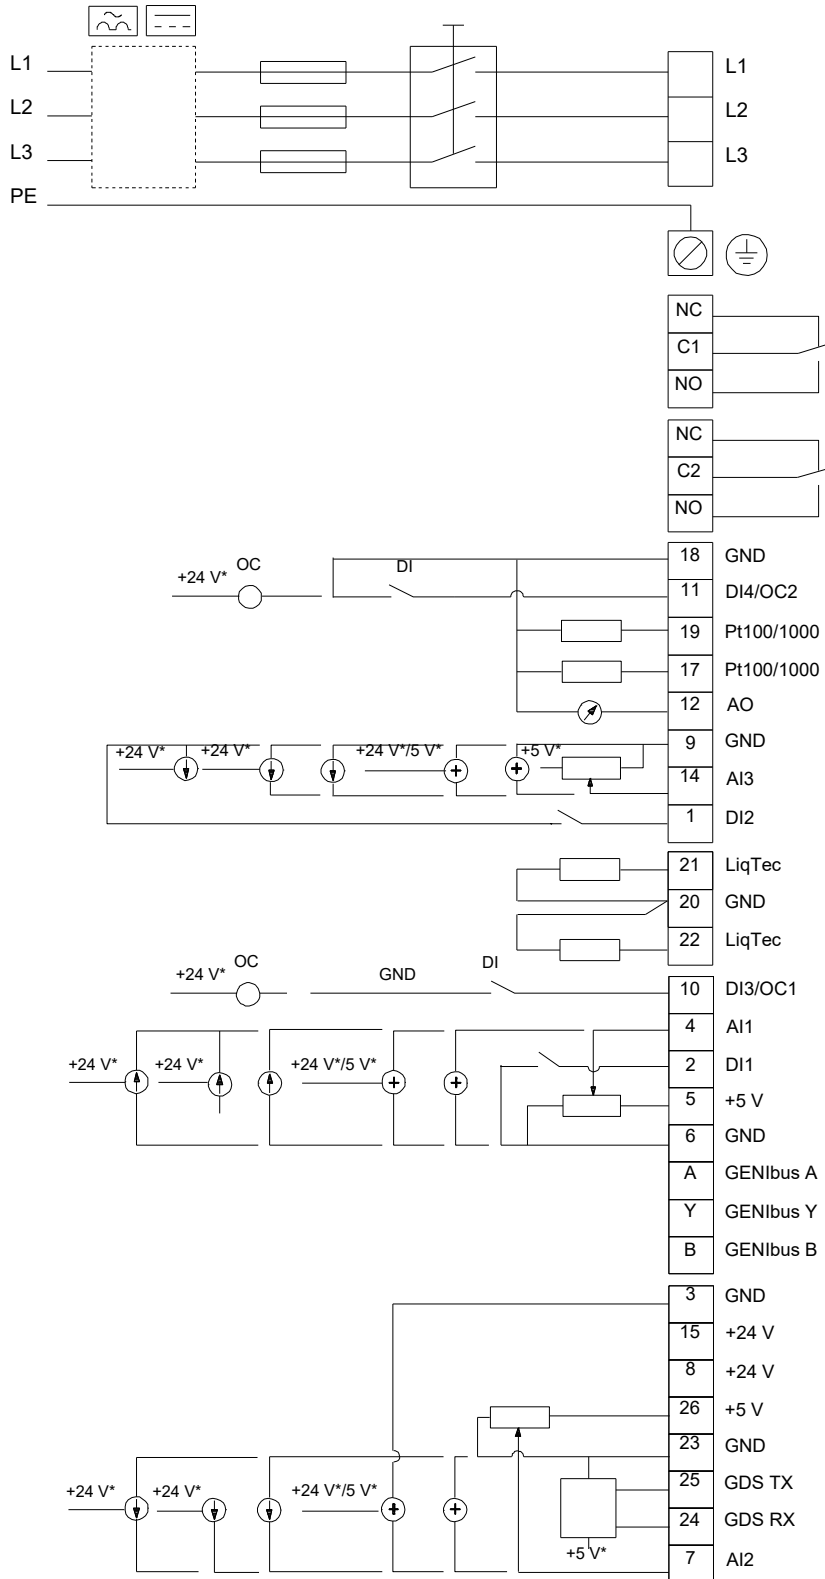 L1 L1
L2 L2
L3 L3
PE
NC
C1
NO
NC
C2
NO
18 GND
+24 V* OC DI 11 DI4/OC2
19 Pt100/1000
17 Pt100/1000
12 AO
9 GND
+24 V* +24 V* +24 V*/5 V* +5 V*
14 AI3
1 DI2
21 LiqTec
20 GND
22 LiqTec
+24 V* OC GND DI 10 DI3/OC1
4 AI1
+24 V* +24 V* +24 V*/5 V* 2 DI1
5 +5 V
6 GND
A GENIbus A
Y GENIbus Y
B GENIbus B
3 GND
15 +24 V
8 +24 V
26 +5 V
23 GND
+24 V* +24 V* +24 V*/5 V* 25 GDS TX
24 GDS RX
+5 V* 7 AI2